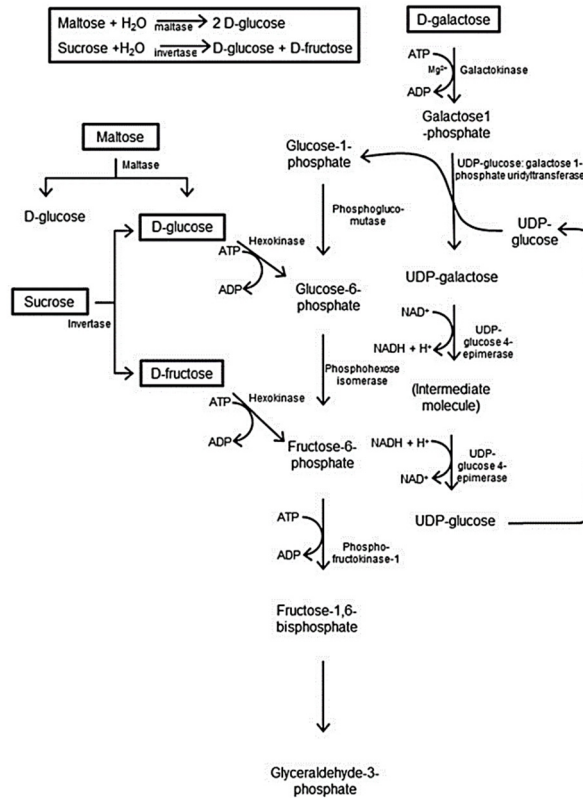 Maltose + H₂O maltase 2 D-glucose
Sucrose +H₂O invertase D-glucose + D-fructose
D-galactose
ATP
Mg²⁺
Galactokinase
ADP
Galactose1
-phosphate
Glucose-1-
phosphate
UDP-glucose: galactose 1-
phosphate uridyltransferase
Maltose
Maltase
D-glucose
D-glucose
Phosphogluco-
mutase
UDP-
glucose
ATP
Hexokinase
ADP
Glucose-6-
phosphate
UDP-galactose
Sucrose
Invertase
NAD⁺
NADH + H⁺
UDP-
glucose 4-
epimerase
D-fructose
Phosphohexose
isomerase
(Intermediate
molecule)
ATP
Hexokinase
ADP
Fructose-6-
phosphate
NADH + H⁺
NAD⁺
UDP-
glucose 4-
epimerase
ATP
ADP
Phospho-
fructokinase-1
UDP-glucose
Fructose-1,6-
bisphosphate
Glyceraldehyde-3-
phosphate